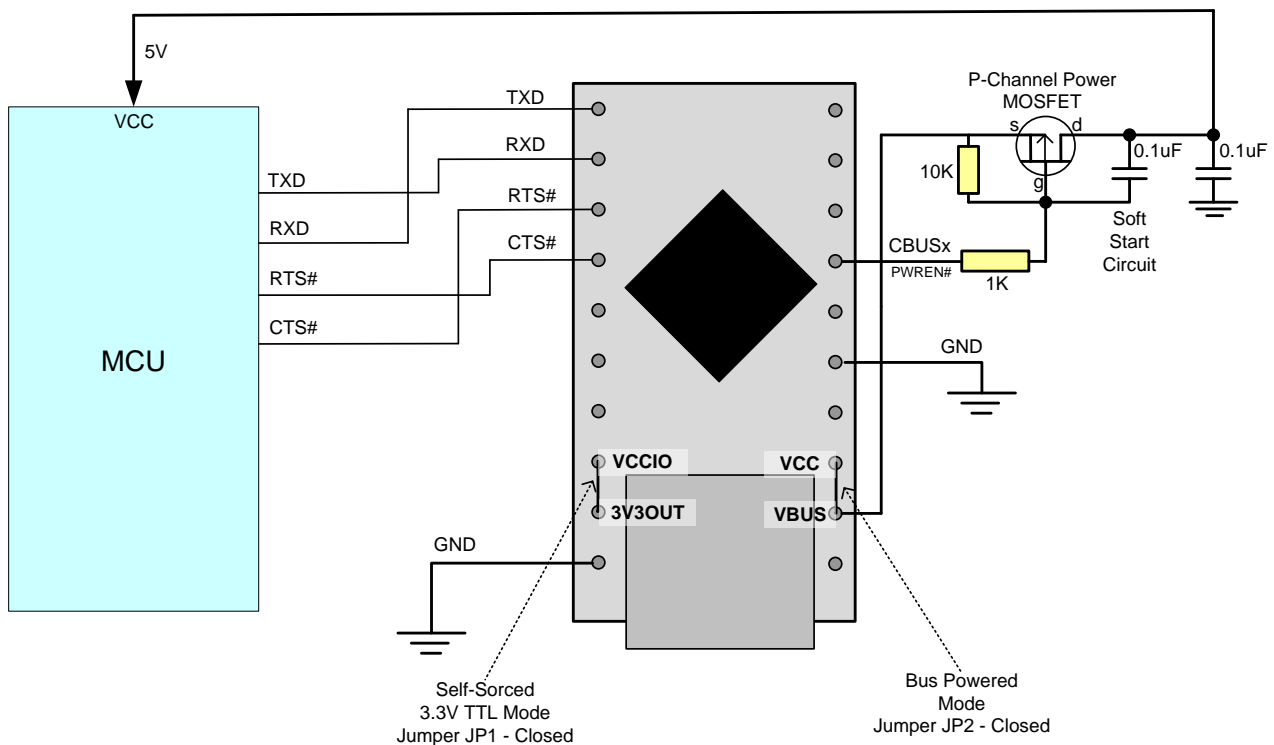 5V
VCC
MCU
TXD
RXD
RTS#
CTS#
TXD
RXD
RTS#
CTS#
VCCIO
3V3OUT
GND
VCC
VBUS
P-Channel Power
MOSFET
s
d
g
10K
0.1uF
0.1uF
Soft
Start
Circuit
CBUSx
PWREN#
1K
GND
Self-Sorced
3.3V TTL Mode
Jumper JP1 - Closed
Bus Powered
Mode
Jumper JP2 - Closed